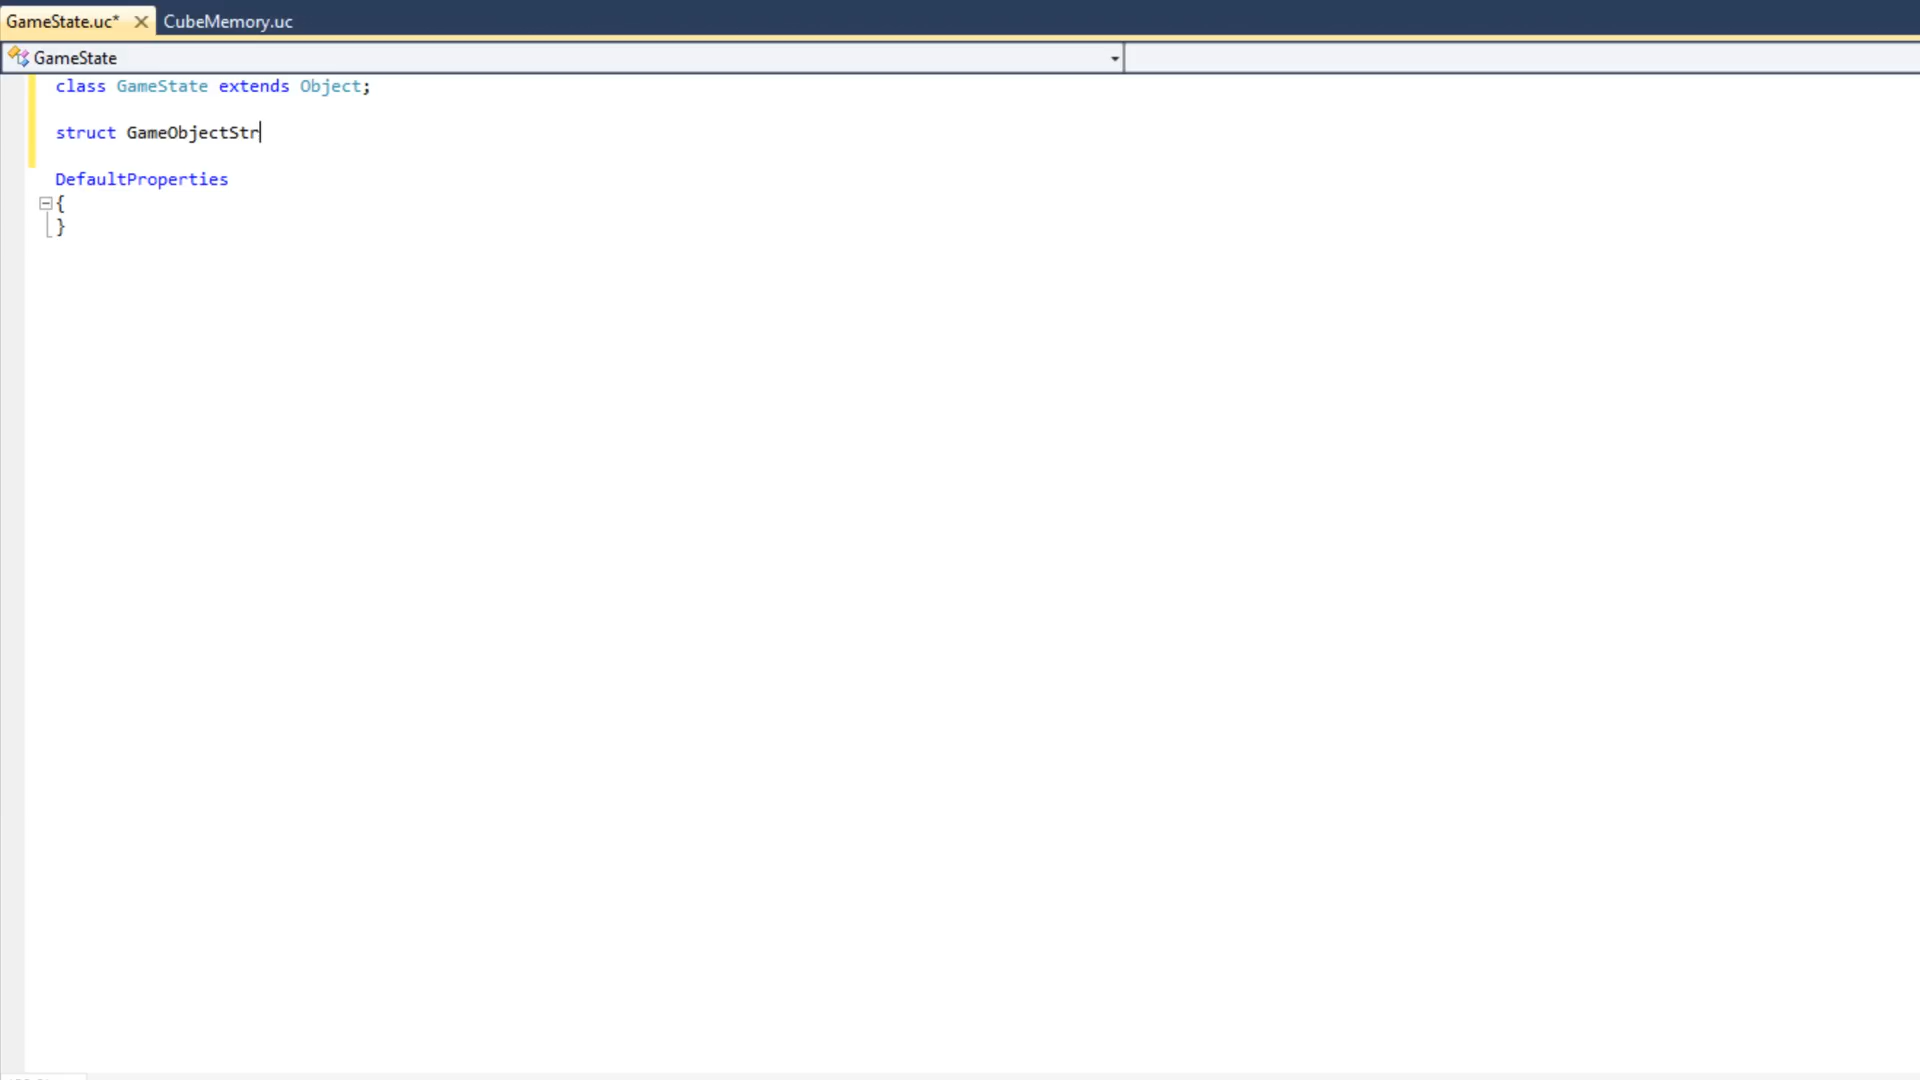 GameState.uc* CubeMemory.uc
GameState
class GameState extends Object;
struct GameObjectStr
DefaultProperties
{
}